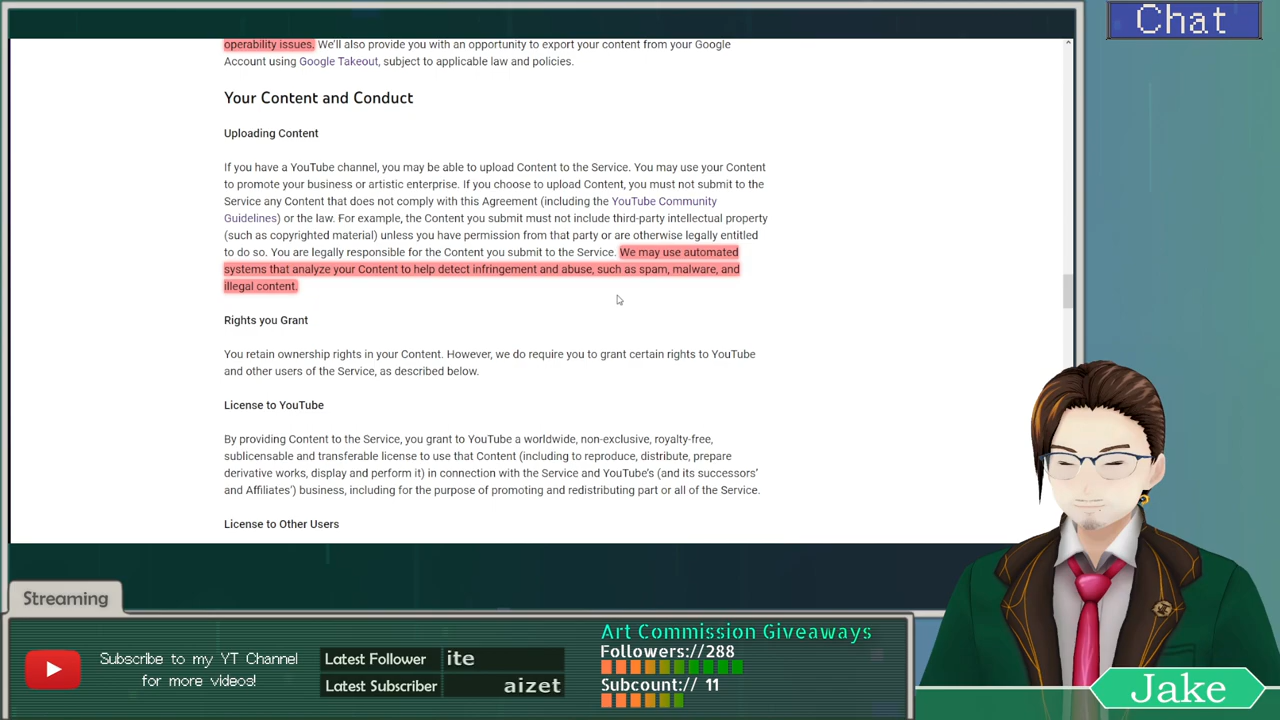 Chat
operability issues. We'll also provide you with an opportunity to export your content from your Google
Account using Google Takeout, subject to applicable law and policies.
Your Content and Conduct
Uploading Content
If you have a YouTube channel, you may be able to upload Content to the Service. You may use your Content
to promote your business or artistic enterprise. If you choose to upload Content, you must not submit to the
Service any Content that does not comply with this Agreement (including the YouTube Community
Guidelines) or the law. For example, the Content you submit must not include third-party intellectual property
(such as copyrighted material) unless you have permission from that party or are otherwise legally entitled
to do so. You are legally responsible for the Content you submit to the Service. We may use automated
systems that analyze your Content to help detect infringement and abuse, such as spam, malware, and
illegal content.
Rights you Grant
You retain ownership rights in your Content. However, we do require you to grant certain rights to YouTube
and other users of the Service, as described below.
License to YouTube
By providing Content to the Service, you grant to YouTube a worldwide, non-exclusive, royalty-free,
sublicensable and transferable license to use that Content (including to reproduce, distribute, prepare
derivative works, display and perform it) in connection with the Service and YouTube's (and its successors'
and Affiliates') business, including for the purpose of promoting and redistributing part or all of the Service.
License to Other Users
Streaming
Subscribe to my YT Channel
for more videos!
Latest Follower ite
Latest Subscriber aizet
Art Commission Giveaways
Followers://288
Subcount:// 11
Jake